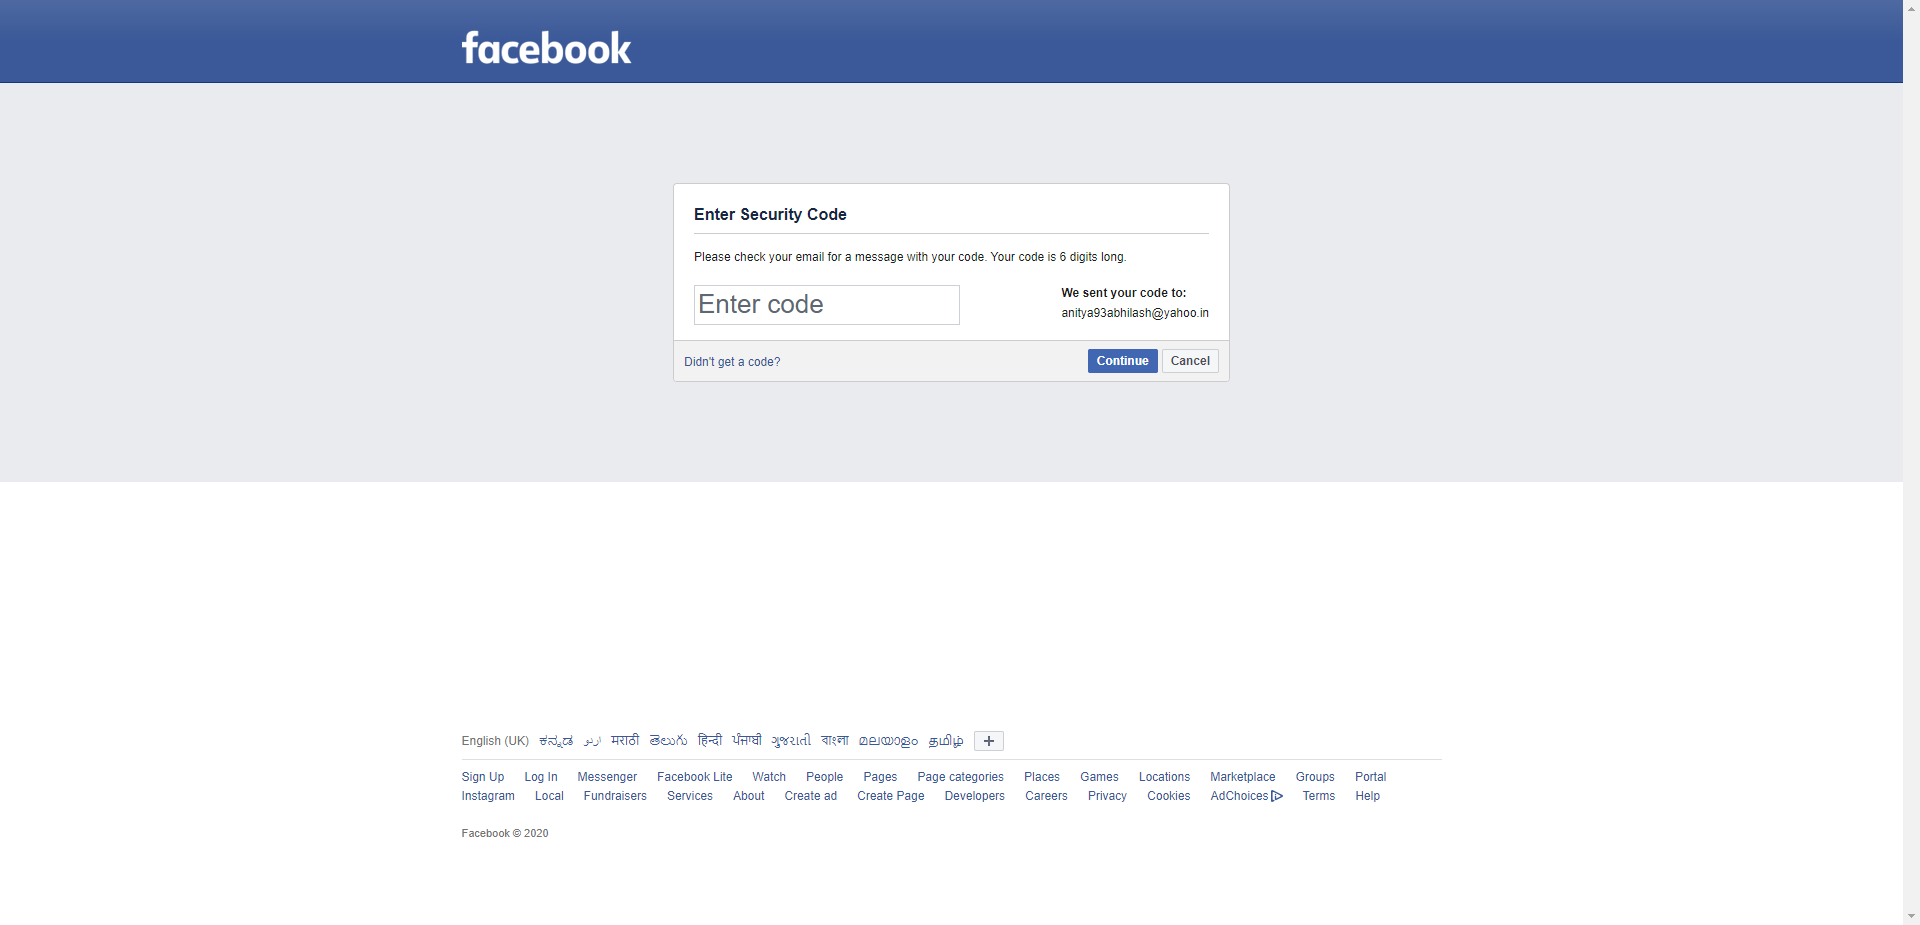 facebook
Enter Security Code
Please check your email for a message with your code. Your code is 6 digits long.
Enter code
We sent your code to:
anitya93abhilash@yahoo.in
Didn't get a code?
Continue Cancel
English (UK) ಕನ್ನಡ اردو मराठी తెలుగు हिन्दी ਪੰਜਾਬੀ ગુજરાતી বাংলা മലയാളം தமிழ் +
Sign Up Log In Messenger Facebook Lite Watch People Pages Page categories Places Games Locations Marketplace Groups Portal
Instagram Local Fundraisers Services About Create ad Create Page Developers Careers Privacy Cookies AdChoices Terms Help
Facebook © 2020